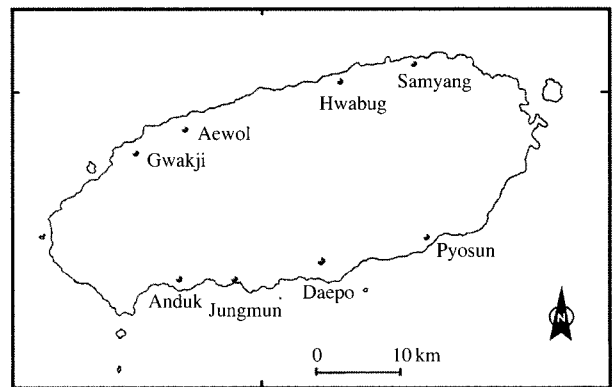 Samyang
Hwabug
Aewol
Gwakji
Pyosun
Daepo
Anduk
Jungmun
N
0 10 km